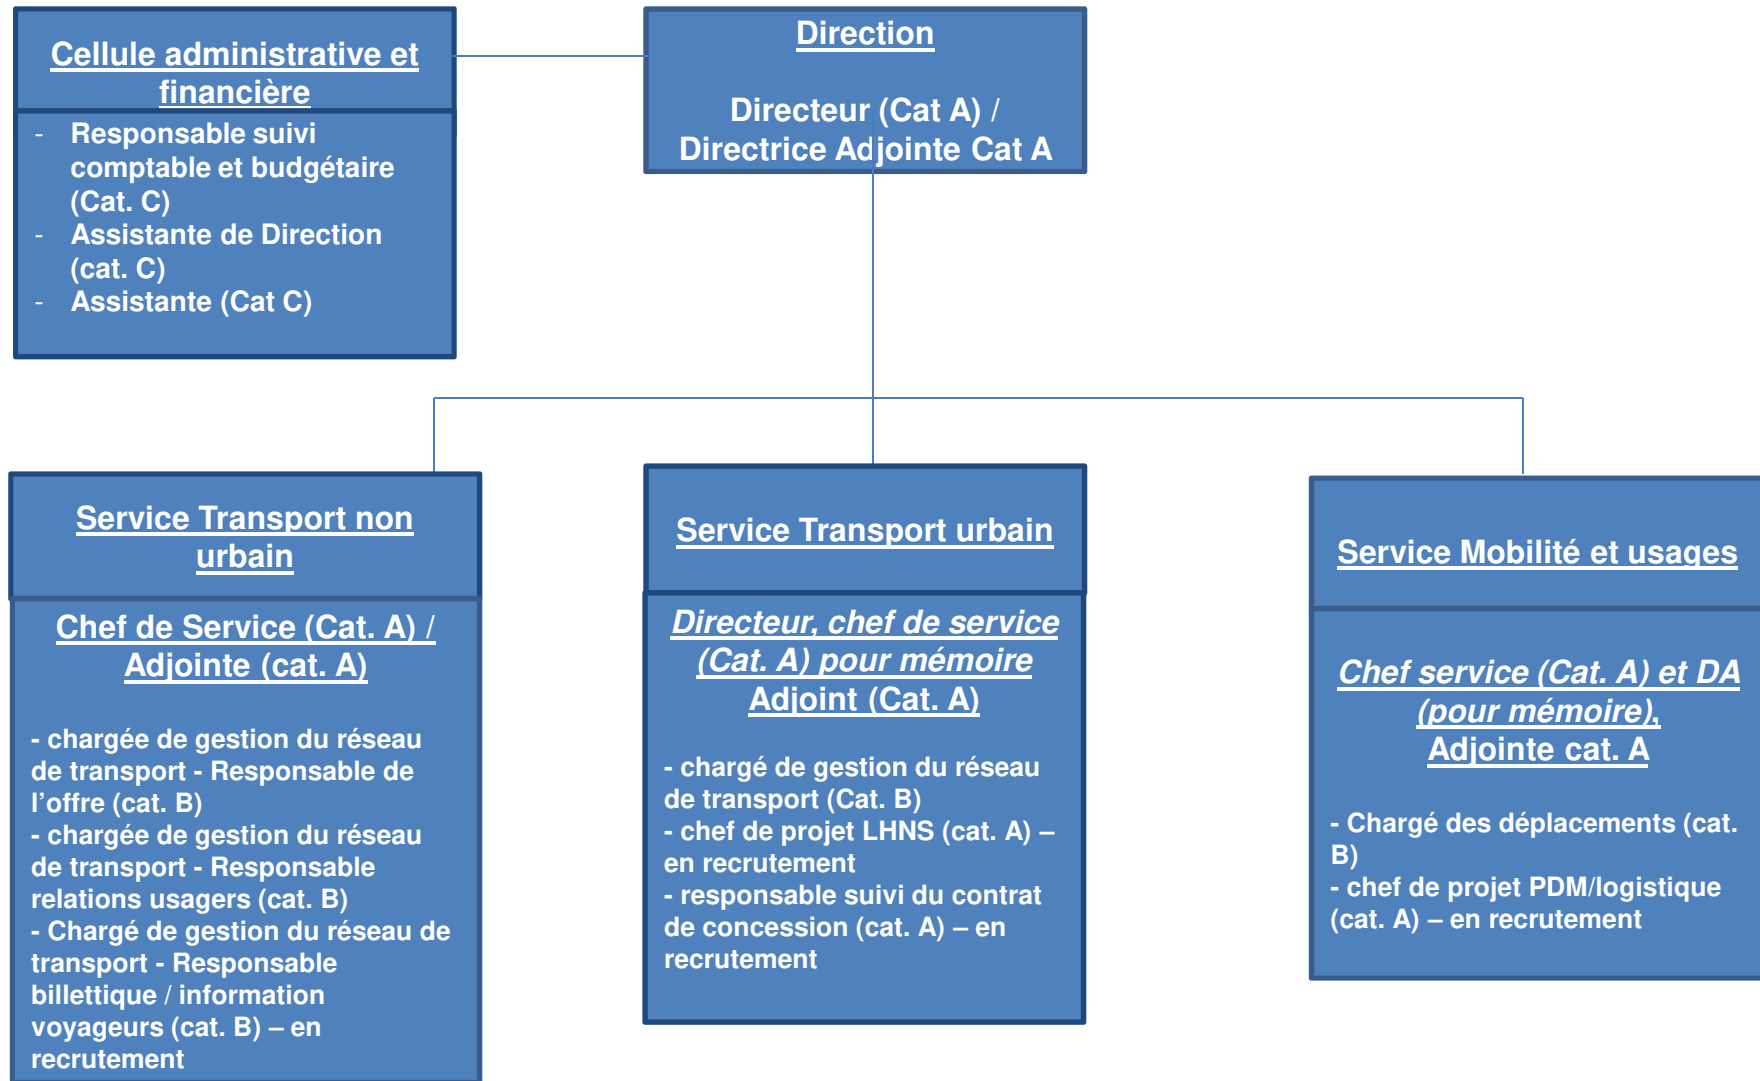 Cellule administrative et
financière
- Responsable suivi
comptable et budgétaire
(Cat. C)
- Assistante de Direction
(cat. C)
- Assistante (Cat C)
Direction
Directeur (Cat A) /
Directrice Adjointe Cat A
Service Transport non
urbain
Chef de Service (Cat. A) /
Adjointe (cat. A)
- chargée de gestion du réseau
de transport - Responsable de
l’offre (cat. B)
- chargée de gestion du réseau
de transport - Responsable
relations usagers (cat. B)
- Chargé de gestion du réseau de
transport - Responsable
billettique / information
voyageurs (cat. B) – en
recrutement
Service Transport urbain
Directeur, chef de service
(Cat. A) pour mémoire
Adjoint (Cat. A)
- chargé de gestion du réseau
de transport (Cat. B)
- chef de projet LHNS (cat. A) –
en recrutement
- responsable suivi du contrat
de concession (cat. A) – en
recrutement
Service Mobilité et usages
Chef service (Cat. A) et DA
(pour mémoire),
Adjointe cat. A
- Chargé des déplacements (cat.
B)
- chef de projet PDM/logistique
(cat. A) – en recrutement